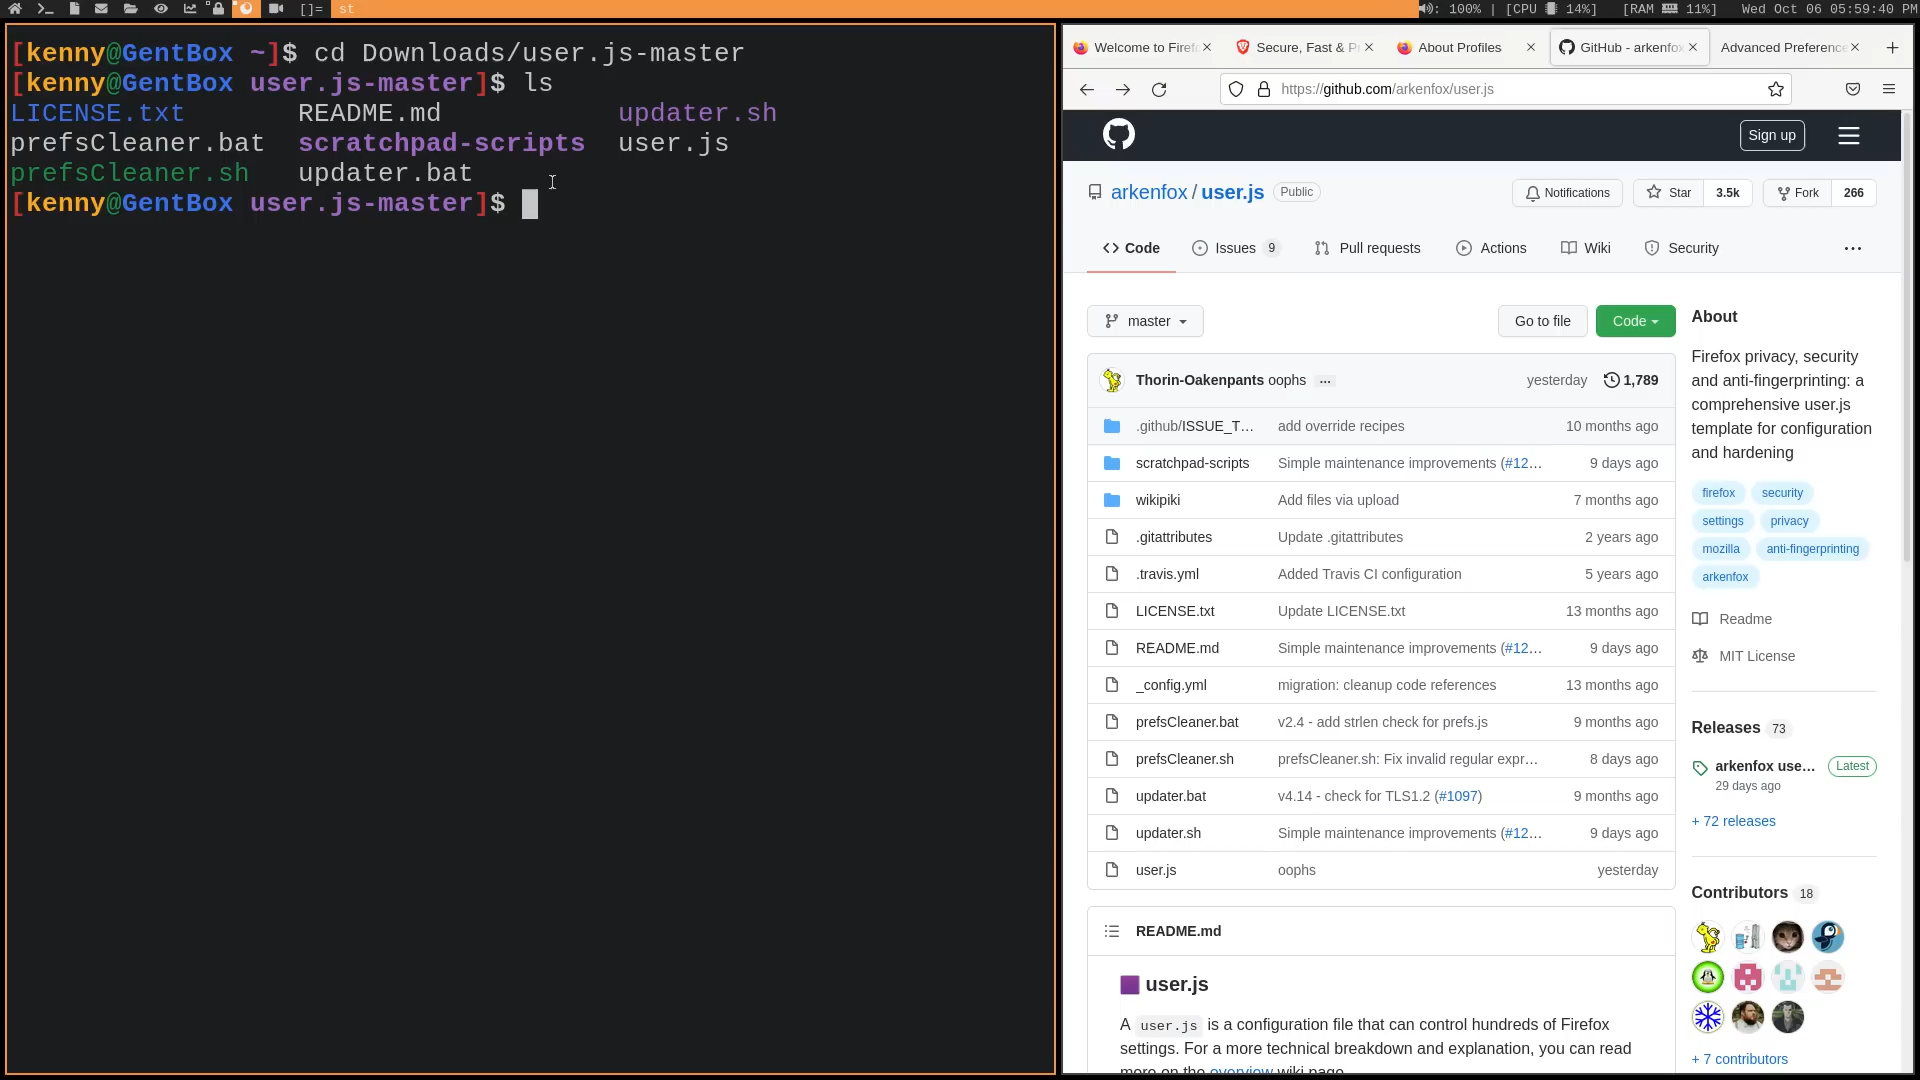 []= st : 100% | [CPU 14%] [RAM 11%] Wed Oct 06 05:59:40 PM
[kenny@GentBox ~]$ cd Downloads/user.js-master
[kenny@GentBox user.js-master]$ ls
LICENSE.txt README.md updater.sh
prefsCleaner.bat scratchpad-scripts user.js
prefsCleaner.sh updater.bat
[kenny@GentBox user.js-master]$
Welcome to Firef Secure, Fast & Pr About Profiles GitHub - arkenfox Advanced Preference
https://github.com/arkenfox/user.js
Sign up
arkenfox / user.js Public
Notifications Star 3.5k Fork 266
Code Issues 9 Pull requests Actions Wiki Security ...
master Go to file Code
Thorin-Oakenpants oophs ... yesterday 1,789
.github/ISSUE_T… add override recipes 10 months ago
scratchpad-scripts Simple maintenance improvements (#12… 9 days ago
wikipiki Add files via upload 7 months ago
.gitattributes Update .gitattributes 2 years ago
.travis.yml Added Travis CI configuration 5 years ago
LICENSE.txt Update LICENSE.txt 13 months ago
README.md Simple maintenance improvements (#12… 9 days ago
_config.yml migration: cleanup code references 13 months ago
prefsCleaner.bat v2.4 - add strlen check for prefs.js 9 months ago
prefsCleaner.sh prefsCleaner.sh: Fix invalid regular expr… 8 days ago
updater.bat v4.14 - check for TLS1.2 (#1097) 9 months ago
updater.sh Simple maintenance improvements (#12… 9 days ago
user.js oophs yesterday
README.md
user.js
A user.js is a configuration file that can control hundreds of Firefox
settings. For a more technical breakdown and explanation, you can read
more on the overview wiki page.
About
Firefox privacy, security
and anti-fingerprinting: a
comprehensive user.js
template for configuration
and hardening
firefox security
settings privacy
mozilla anti-fingerprinting
arkenfox
Readme
MIT License
Releases 73
arkenfox use... Latest
29 days ago
+ 72 releases
Contributors 18
+ 7 contributors